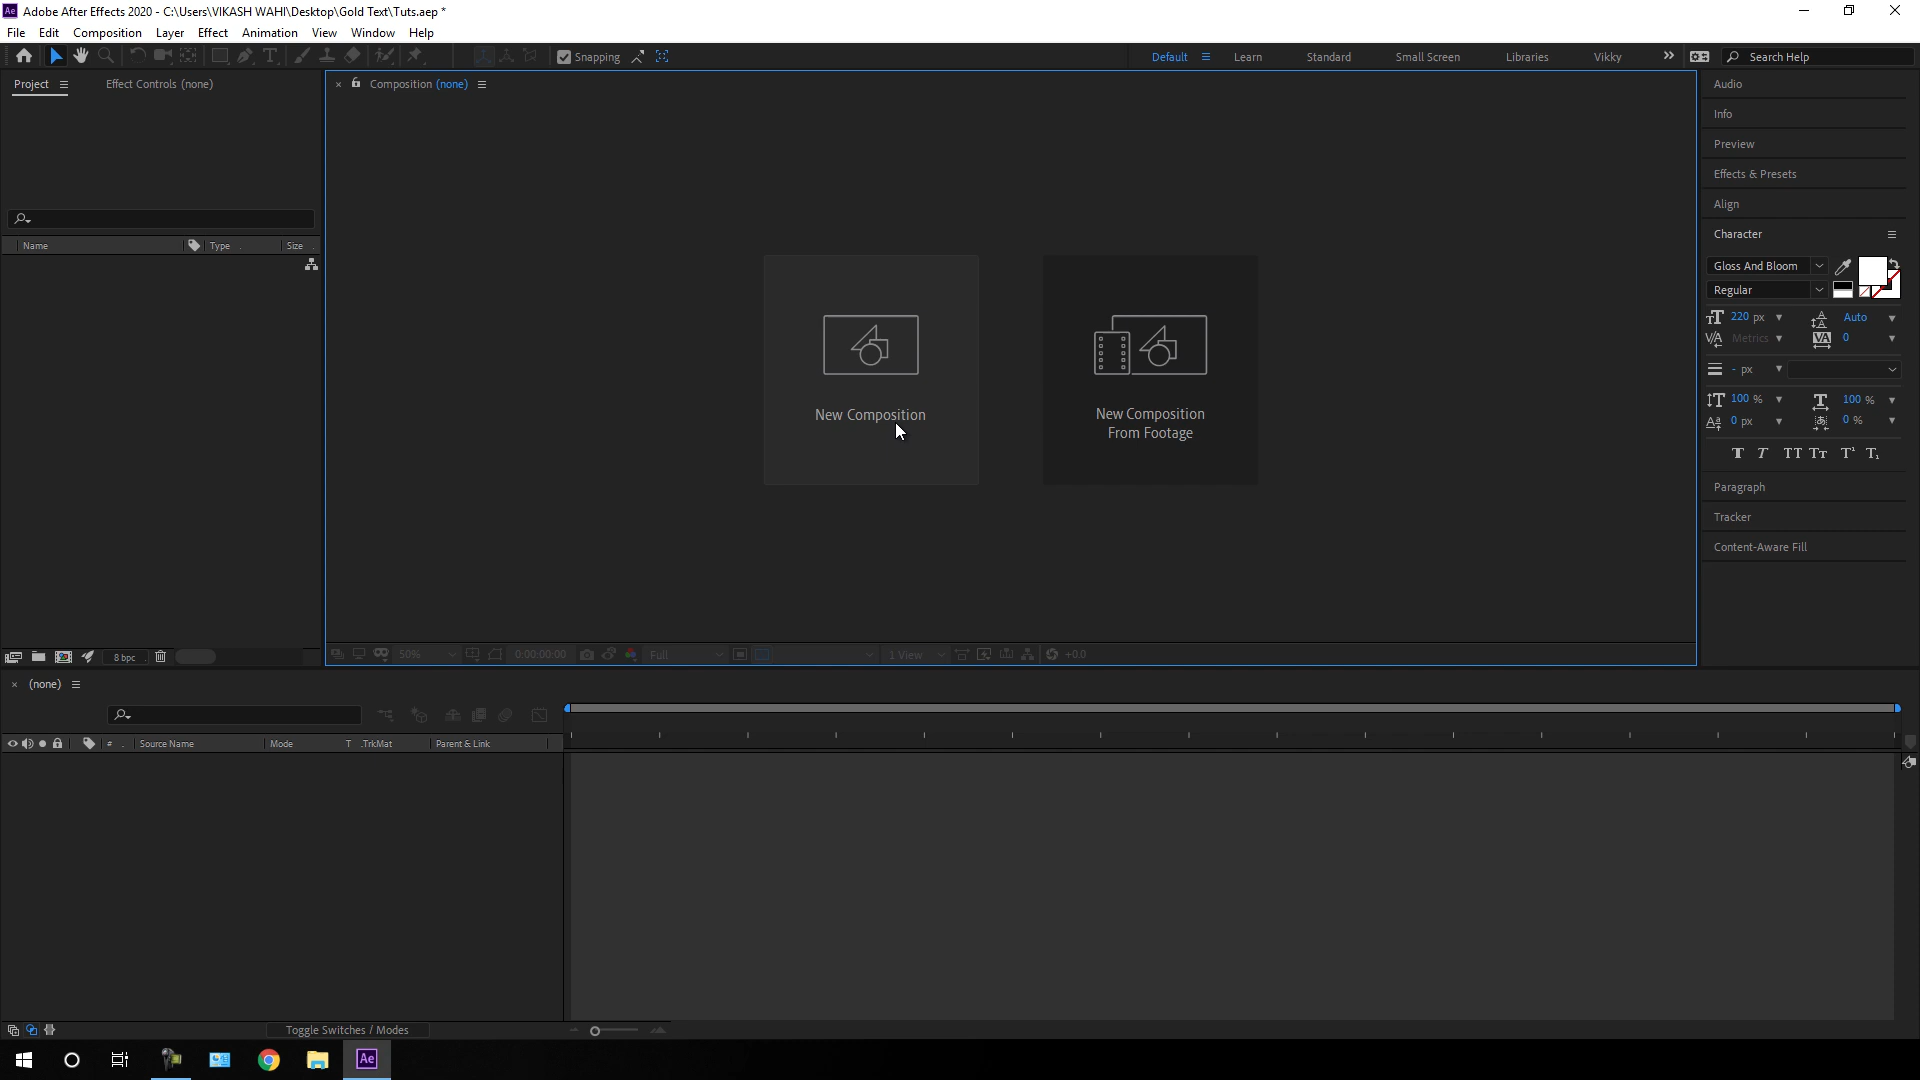 Ae Adobe After Effects 2020 - C:\Users\VIKASH WAHI\Desktop\Gold Text\Tuts.aep *
File Edit Composition Layer Effect Animation View Window Help
Snapping Default Learn Standard Small Screen Libraries Vikky Search Help
Project Effect Controls (none)
Composition (none)
Audio
Info
Preview
Effects & Presets
Align
Character
Gloss And Bloom
Regular
220 px Auto
Metrics 0
- px
100 % 100 %
0 px 0 %
Paragraph
Tracker
Content-Aware Fill
Name Type Size
New Composition
New Composition
From Footage
8 bpc
50% 0:00:00:00 Full 1 View +0.0
(none)
# Source Name Mode T .TrkMat Parent & Link
Toggle Switches / Modes
Ae